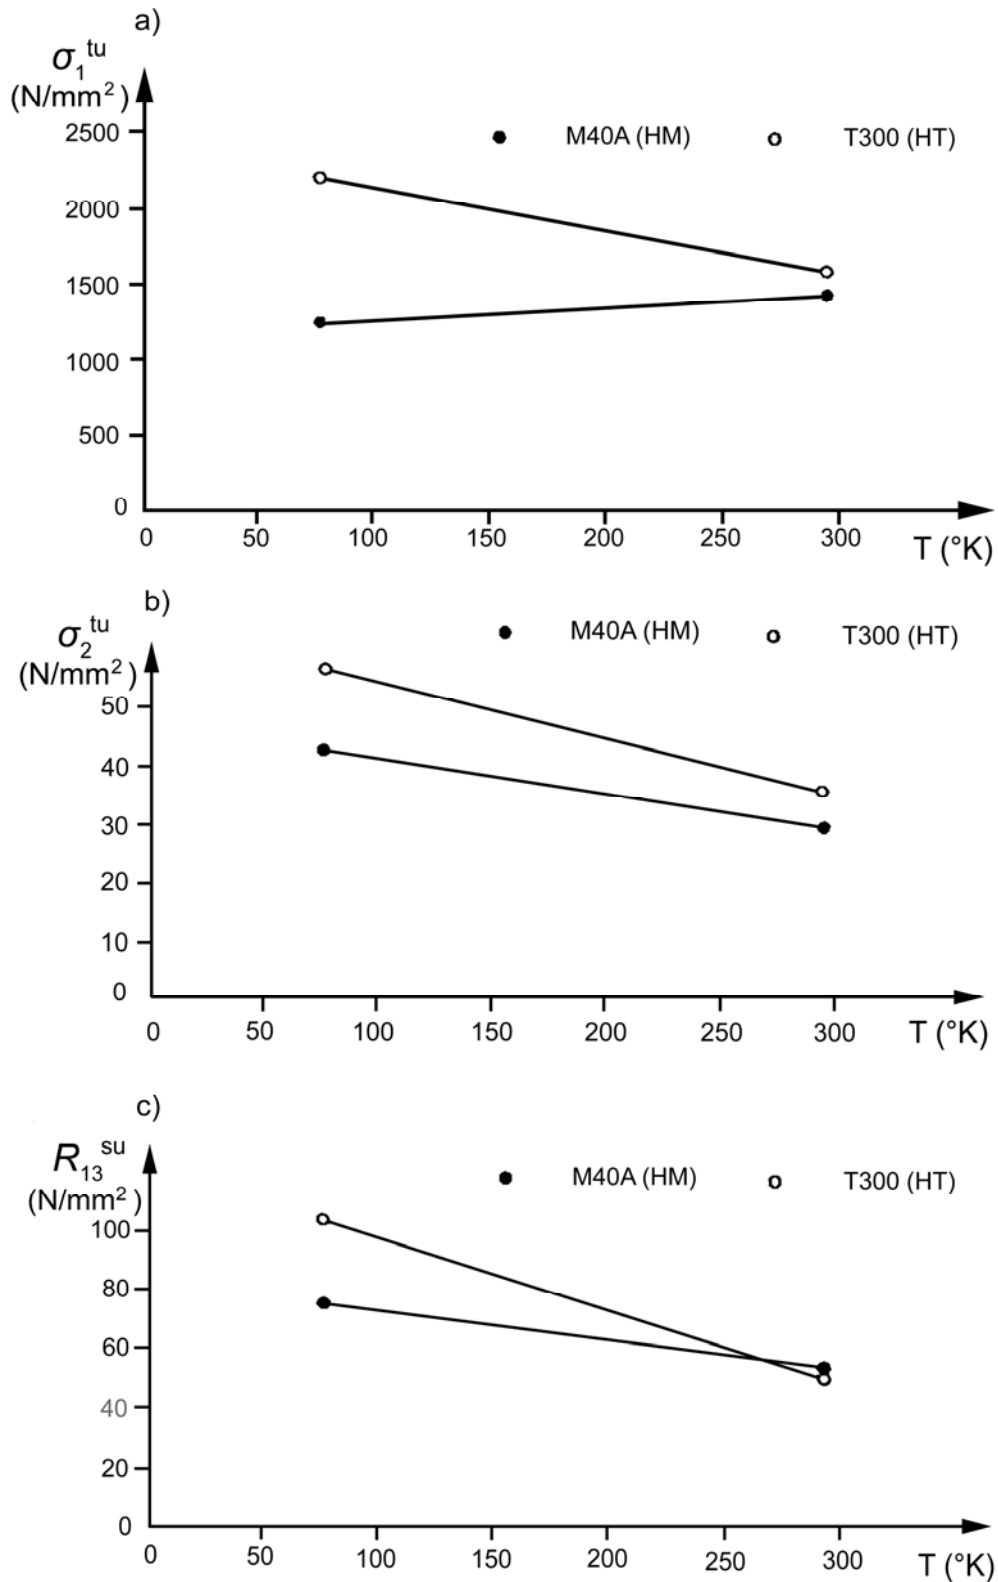 a)
σ₁ᵗᵘ
(N/mm²)
M40A (HM) T300 (HT)
2500
2000
1500
1000
500
0
0 50 100 150 200 250 300 T (°K)
b)
σ₂ᵗᵘ
(N/mm²)
M40A (HM) T300 (HT)
50
40
30
20
10
0
0 50 100 150 200 250 300 T (°K)
c)
R₁₃ˢᵘ
(N/mm²)
M40A (HM) T300 (HT)
100
80
60
40
20
0
0 50 100 150 200 250 300 T (°K)